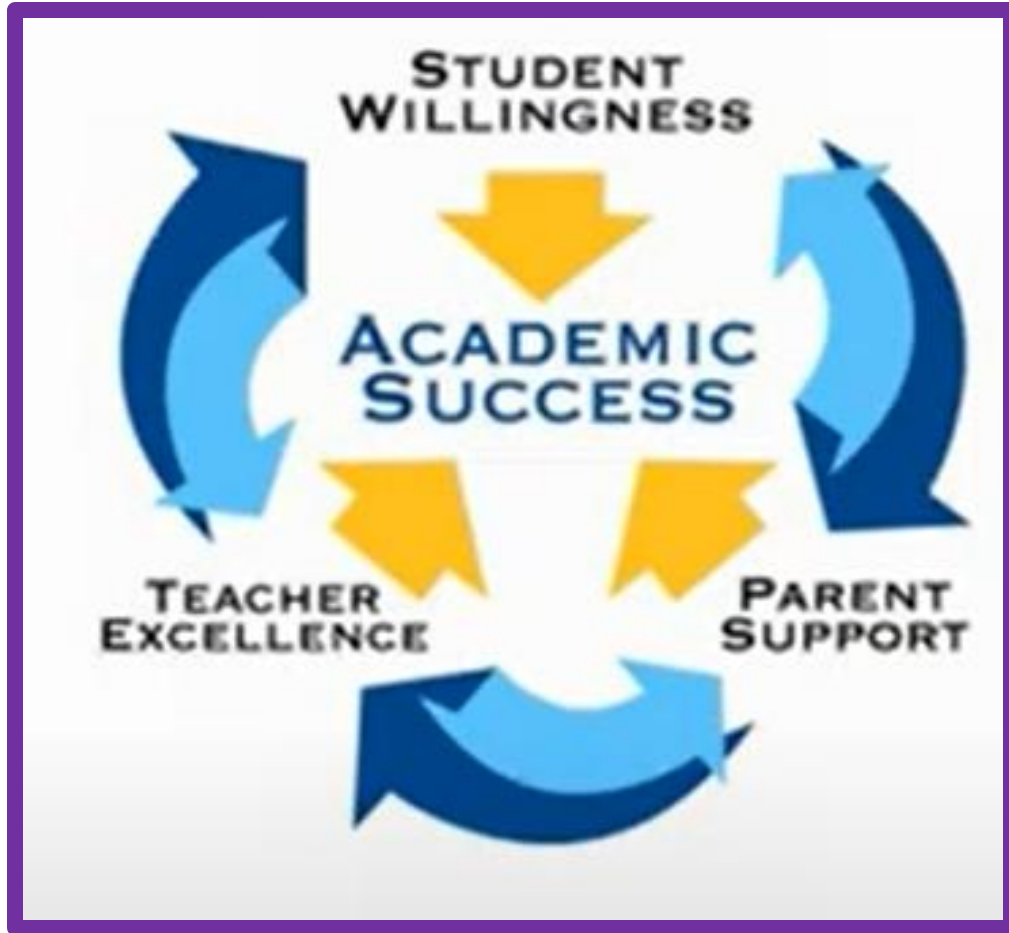 STUDENT
WILLINGNESS
ACADEMIC
SUCCESS
TEACHER
EXCELLENCE
PARENT
SUPPORT